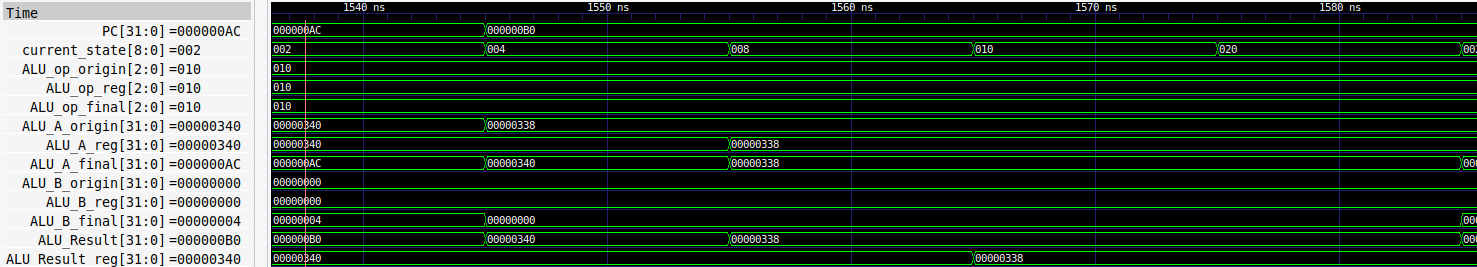 Time 1540 ns 1550 ns 1560 ns 1570 ns 1580 ns
PC[31:0] =000000AC 000000AC 000000B0
current_state[8:0] =002 002 004 008 010 020 002
ALU_op_origin[2:0] =010 010
ALU_op_reg[2:0] =010 010
ALU_op_final[2:0] =010 010
ALU_A_origin[31:0] =00000340 00000340 00000338
ALU_A_reg[31:0] =00000340 00000340 00000338
ALU_A_final[31:0] =000000AC 000000AC 00000340 00000338 000
ALU_B_origin[31:0] =00000000 00000000
ALU_B_reg[31:0] =00000000 00000000
ALU_B_final[31:0] =00000004 00000004 00000000 000
ALU_Result[31:0] =000000B0 000000B0 00000340 00000338 000
ALU_Result_reg[31:0] =00000340 00000340 00000338